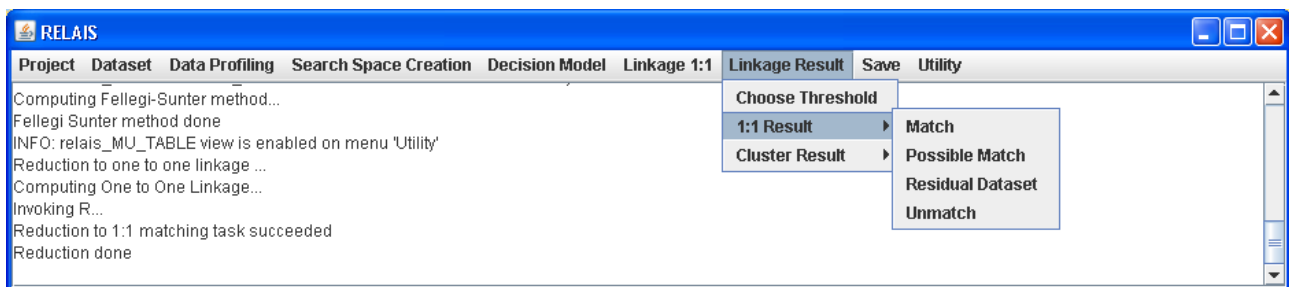 RELAIS
Project Dataset Data Profiling Search Space Creation Decision Model Linkage 1:1 Linkage Result Save Utility
Computing Fellegi-Sunter method...
Fellegi Sunter method done
INFO: relais_MU_TABLE view is enabled on menu 'Utility'
Reduction to one to one linkage ...
Computing One to One Linkage...
Invoking R...
Reduction to 1:1 matching task succeeded
Reduction done
Choose Threshold
1:1 Result
Cluster Result
Match
Possible Match
Residual Dataset
Unmatch